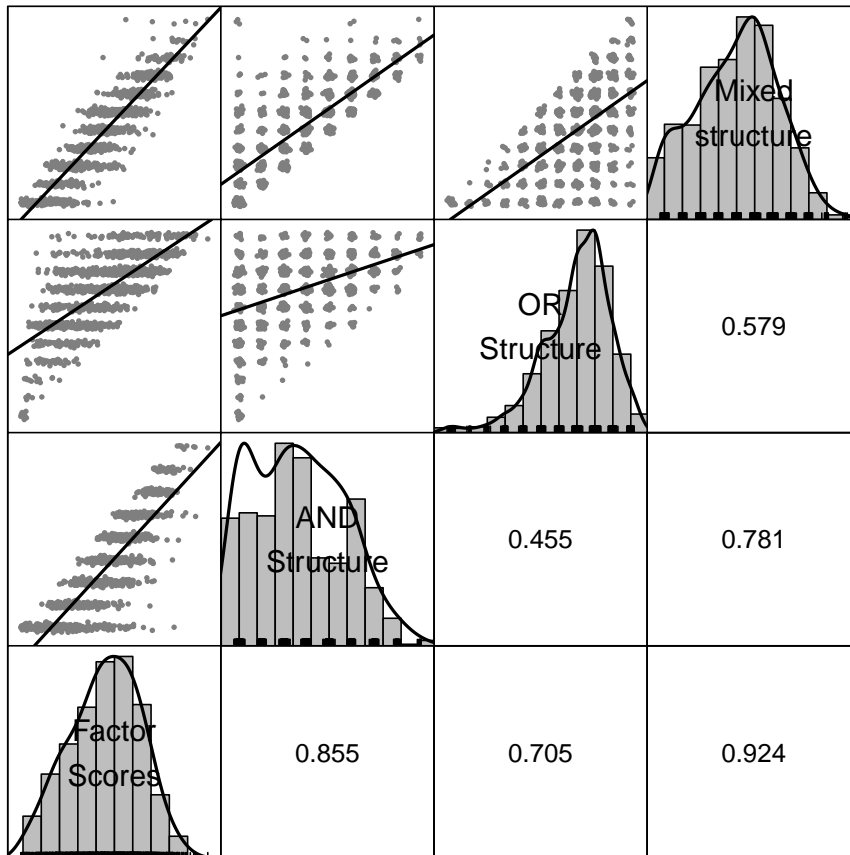 Mixed
structure
OR
Structure
0.579
AND
Structure
0.455
0.781
Factor
Scores
0.855
0.705
0.924